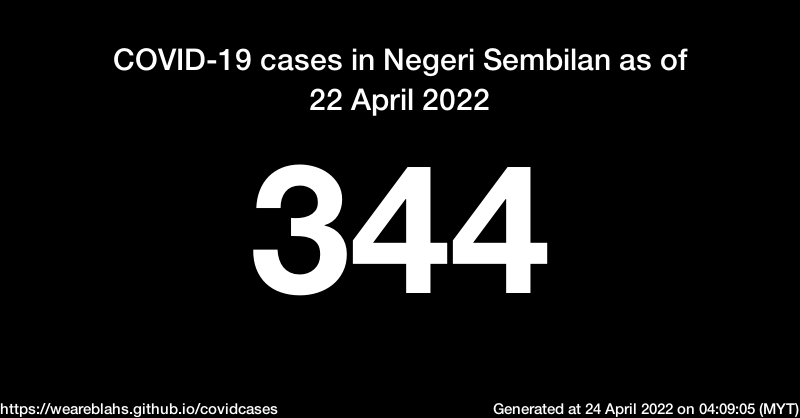 COVID-19 cases in Negeri Sembilan as of
22 April 2022
344
https://weareblahs.github.io/covidcases
Generated at 24 April 2022 on 04:09:05 (MYT)